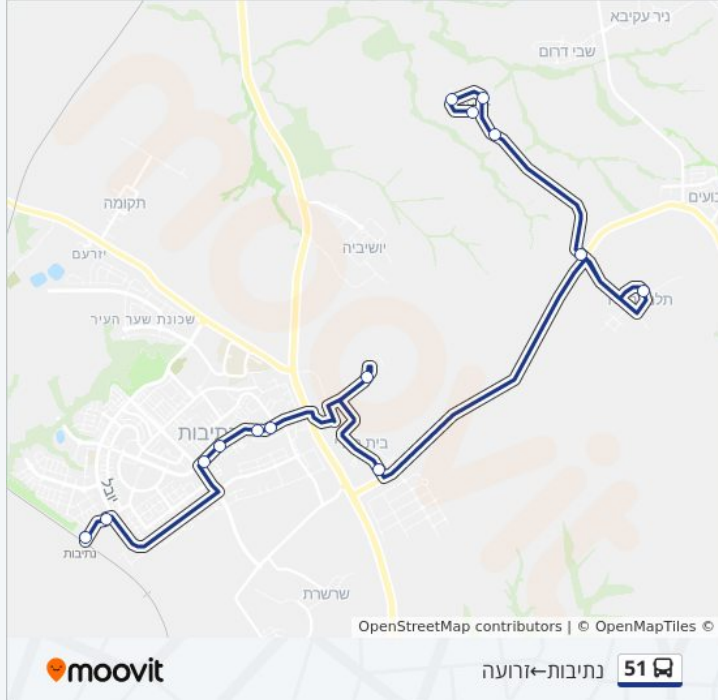 ניר עקיבא
שבי דרום
תקומה
יושיביה
יזרעם
שכונת שער העיר
נתיבות
יובל
נתיבות
שרשרת
OpenStreetMap contributors | © OpenMapTiles ©
moovit
51 נתיבות←זרועה